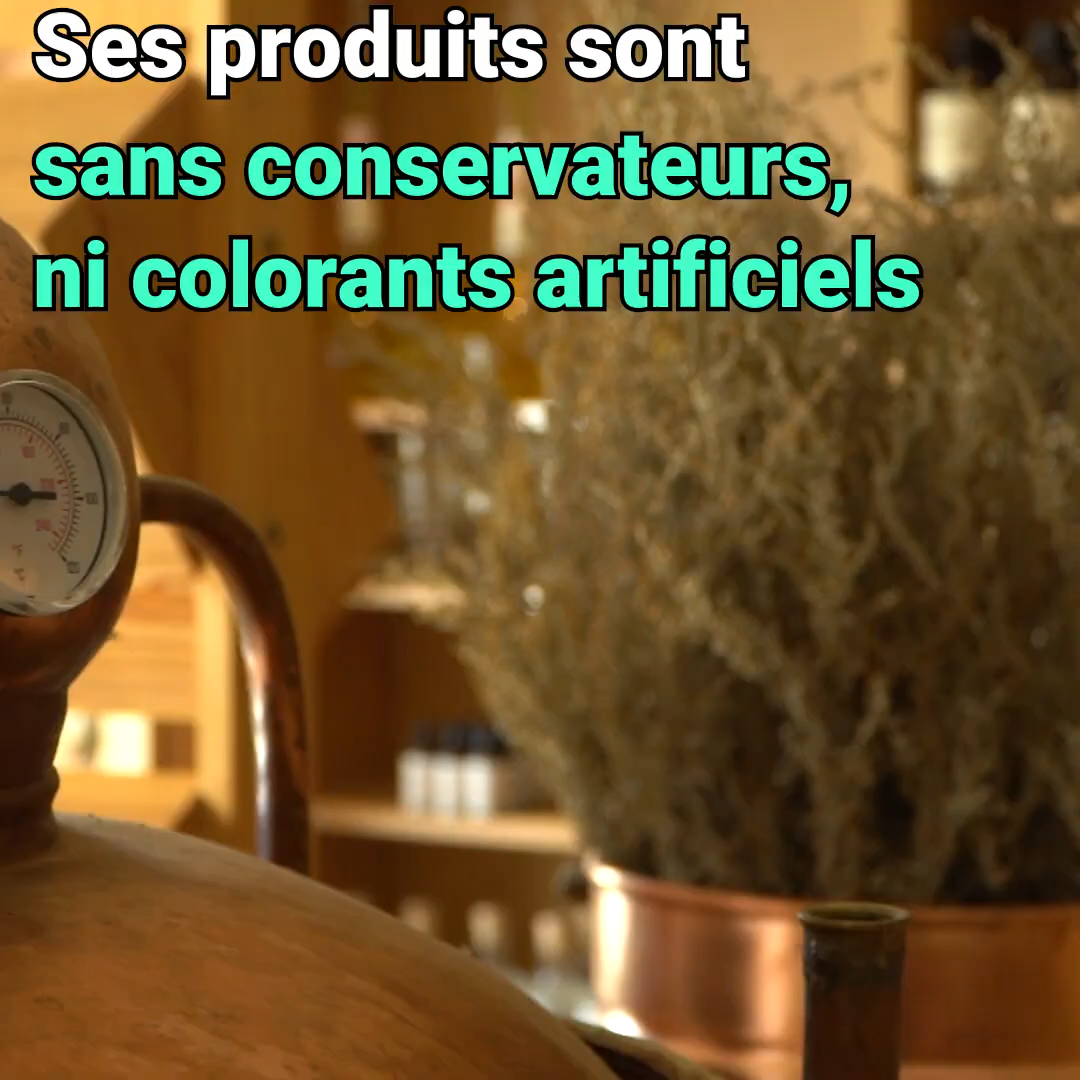 Ses produits sont
sans conservateurs,
ni colorants artificiels